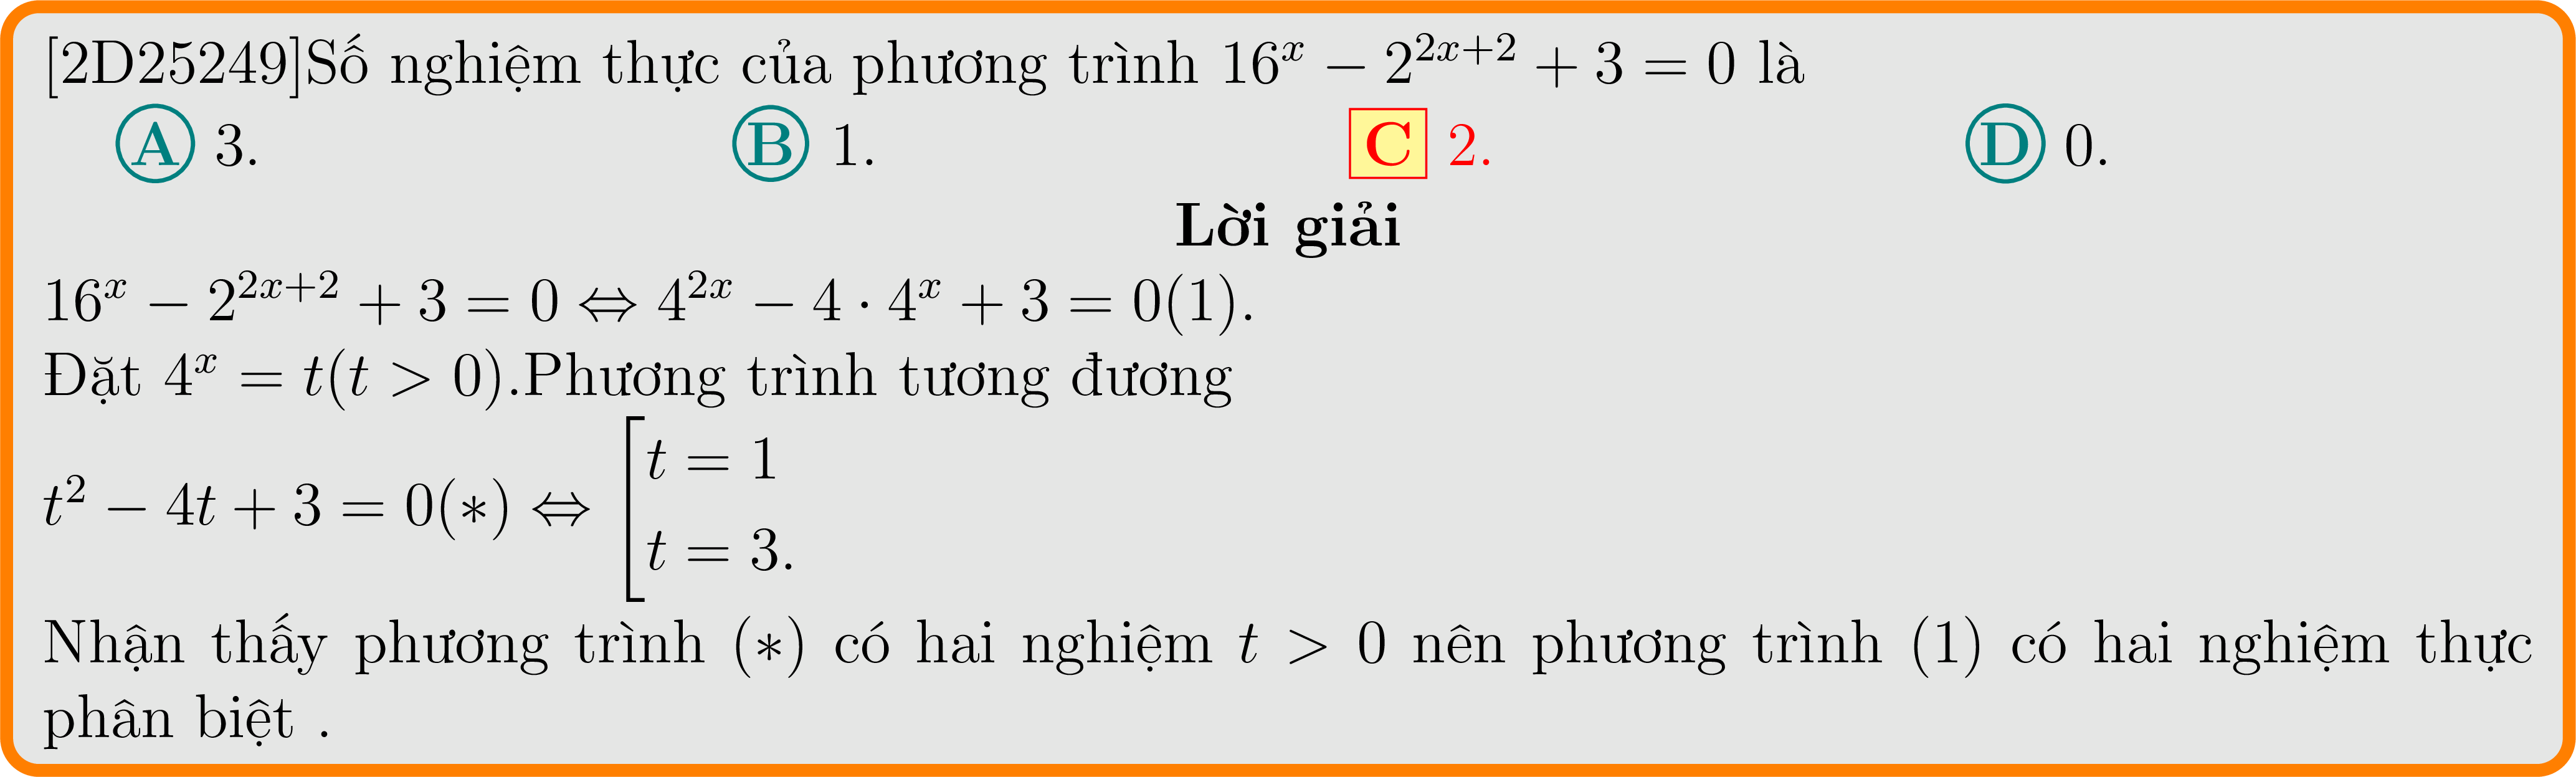 [2D25249]Số nghiệm thực của phương trình $16^x - 2^{2x+2} + 3 = 0$ là
A 3. B 1. C 2. D 0.
Lời giải
$16^x - 2^{2x+2} + 3 = 0 \Leftrightarrow 4^{2x} - 4 \cdot 4^x + 3 = 0(1)$.
Đặt $4^x = t(t > 0)$.Phương trình tương đương
$t^2 - 4t + 3 = 0(*) \Leftrightarrow \left[\begin{array}{l} t = 1 \\ t = 3. \end{array}\right.$
Nhận thấy phương trình $(*)$ có hai nghiệm $t > 0$ nên phương trình (1) có hai nghiệm thực
phân biệt .